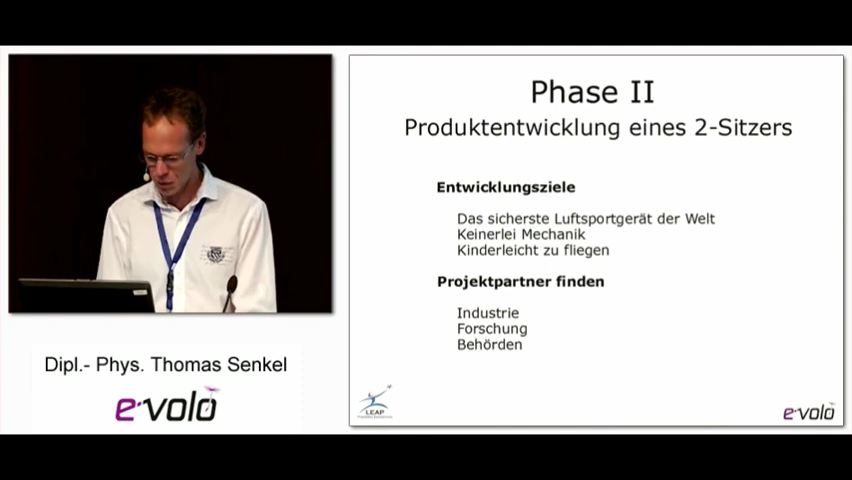 Phase II
Produktentwicklung eines 2-Sitzers
Entwicklungsziele
Das sicherste Luftsportgerät der Welt
Keinerlei Mechanik
Kinderleicht zu fliegen
Projektpartner finden
Industrie
Forschung
Behörden
LEAP
e-volo
Dipl.- Phys. Thomas Senkel
e-volo